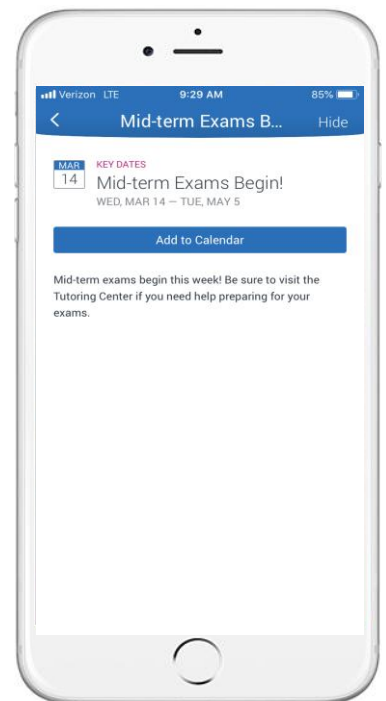 Verizon LTE 9:29 AM 85%
Mid-term Exams B... Hide
MAR
14
KEY DATES
Mid-term Exams Begin!
WED, MAR 14 – TUE, MAY 5
Add to Calendar
Mid-term exams begin this week! Be sure to visit the
Tutoring Center if you need help preparing for your
exams.